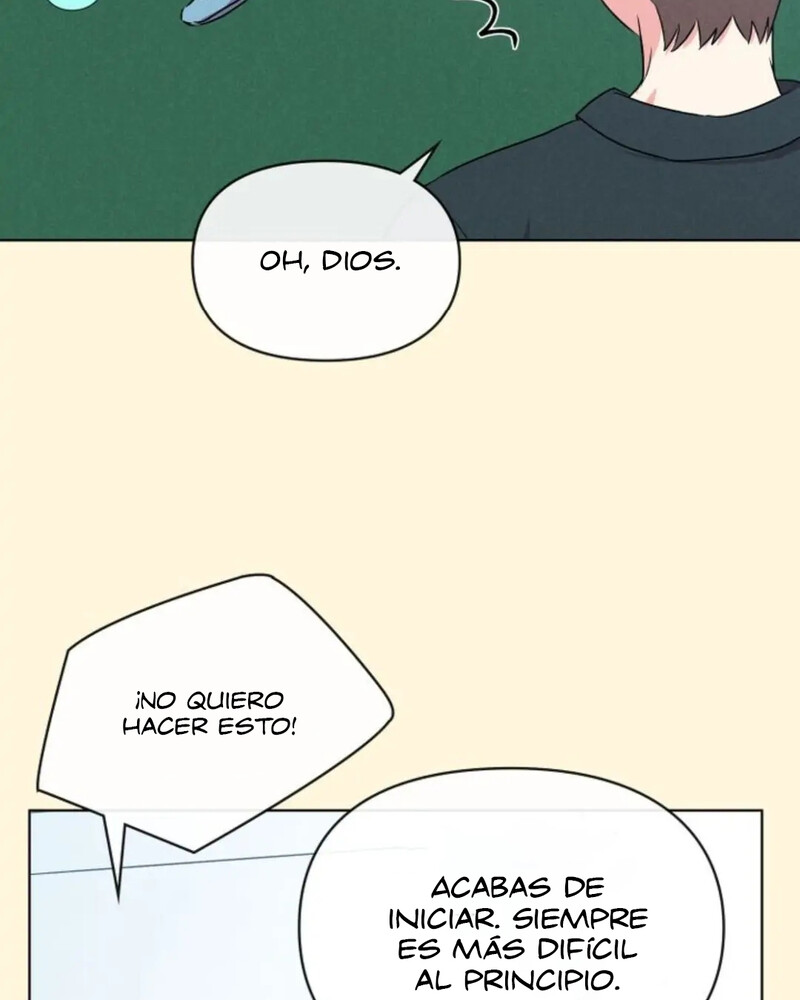 OH, DIOS.
¡NO QUIERO
HACER ESTO!
ACABAS DE
INICIAR. SIEMPRE
ES MÁS DIFÍCIL
AL PRINCIPIO.